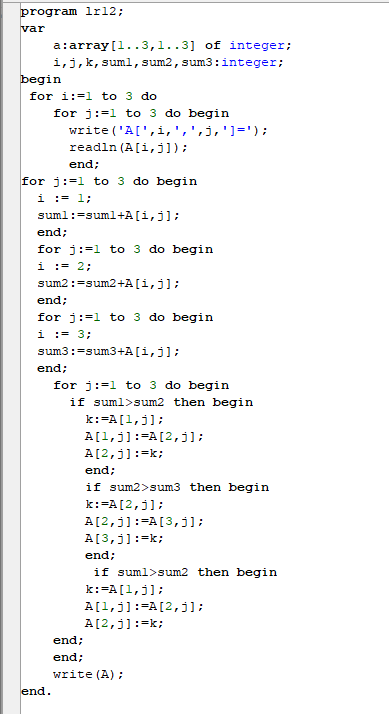 program lr12;
var
    a:array[1..3,1..3] of integer;
    i,j,k,sum1,sum2,sum3:integer;
begin
 for i:=1 to 3 do
    for j:=1 to 3 do begin
      write('A[',i,',',j,']=');
      readln(A[i,j]);
      end;
for j:=1 to 3 do begin
  i := 1;
  sum1:=sum1+A[i,j];
  end;
  for j:=1 to 3 do begin
  i := 2;
  sum2:=sum2+A[i,j];
  end;
  for j:=1 to 3 do begin
  i := 3;
  sum3:=sum3+A[i,j];
  end;
    for j:=1 to 3 do begin
      if sum1>sum2 then begin
        k:=A[1,j];
        A[1,j]:=A[2,j];
        A[2,j]:=k;
        end;
        if sum2>sum3 then begin
        k:=A[2,j];
        A[2,j]:=A[3,j];
        A[3,j]:=k;
        end;
         if sum1>sum2 then begin
        k:=A[1,j];
        A[1,j]:=A[2,j];
        A[2,j]:=k;
    end;
    end;
    write(A);
end.